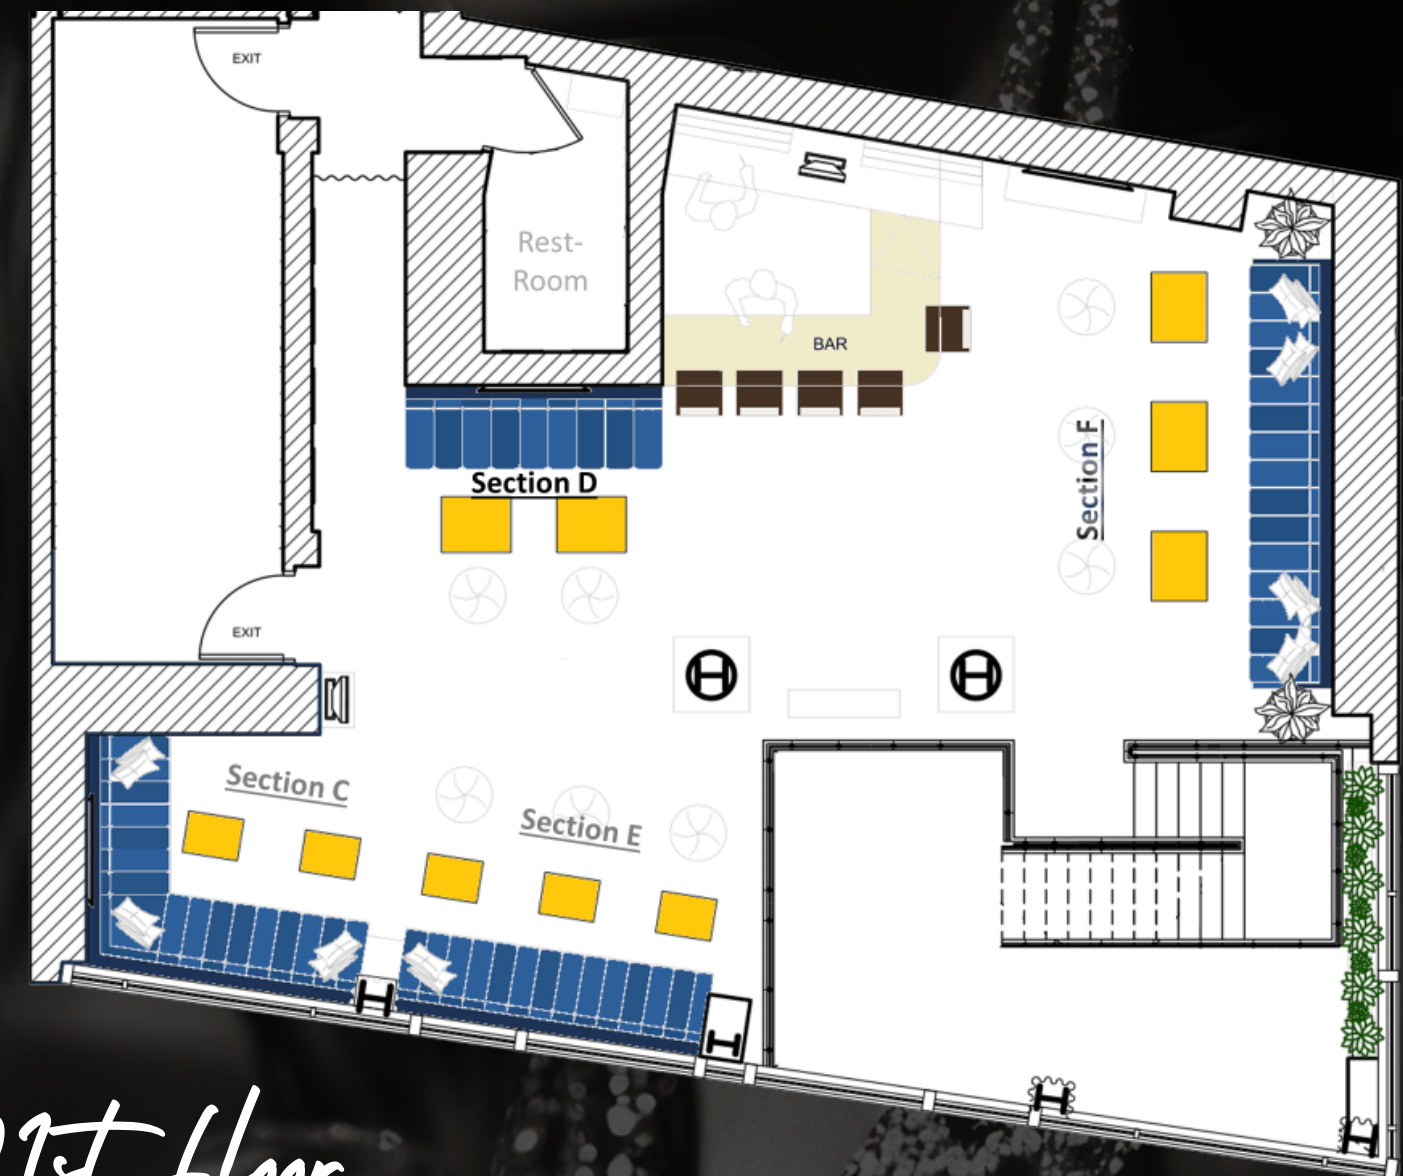 EXIT
Rest-
Room
BAR
Section D
Section F
EXIT
Section C
Section E
1st floor